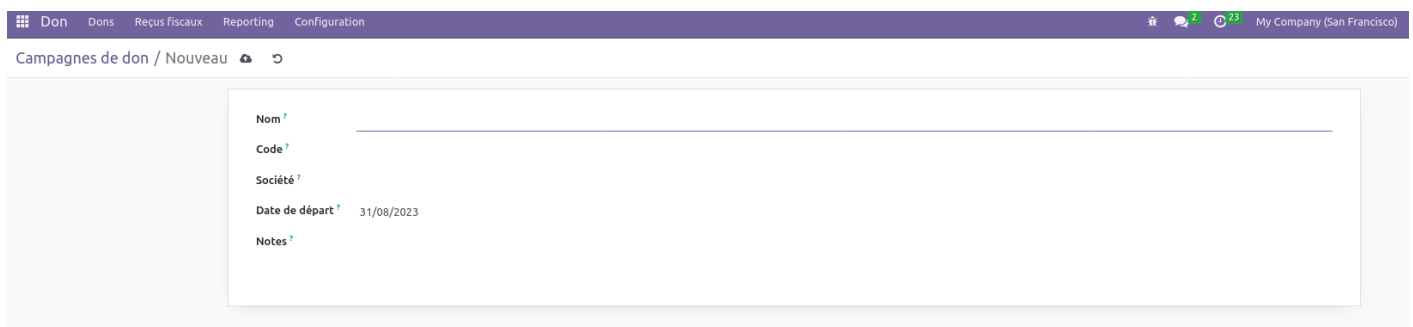 Don Dons Reçus fiscaux Reporting Configuration 2 23 My Company (San Francisco)
Campagnes de don / Nouveau
Nom ?
Code ?
Société ?
Date de départ ? 31/08/2023
Notes ?